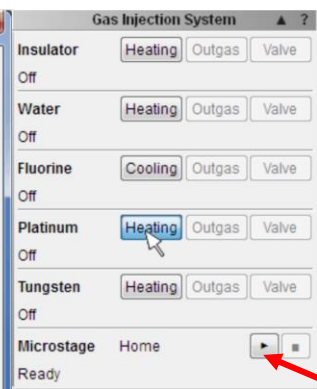 Gas Injection System ▲ ?
Insulator Heating Outgas Valve
Off
Water Heating Outgas Valve
Off
Fluorine Cooling Outgas Valve
Off
Platinum Heating Outgas Valve
Off
Tungsten Heating Outgas Valve
Off
Microstage Home
Ready